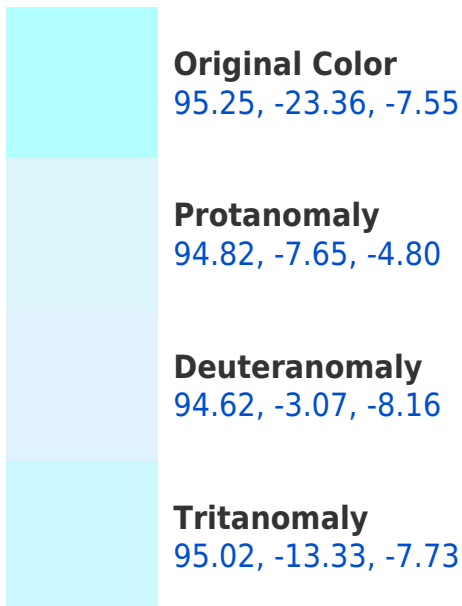 Original Color
95.25, -23.36, -7.55
Protanomaly
94.82, -7.65, -4.80
Deuteranomaly
94.62, -3.07, -8.16
Tritanomaly
95.02, -13.33, -7.73